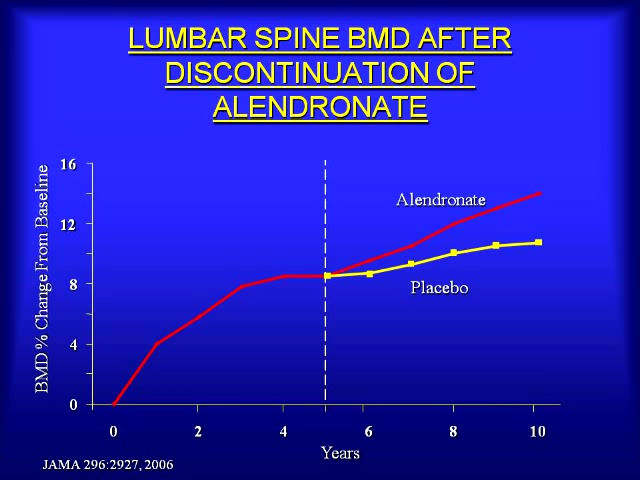 LUMBAR SPINE BMD AFTER
DISCONTINUATION OF
ALENDRONATE
BMD % Change From Baseline
16
12
8
4
0
Alendronate
Placebo
0 2 4 6 8 10
Years
JAMA 296:2927, 2006